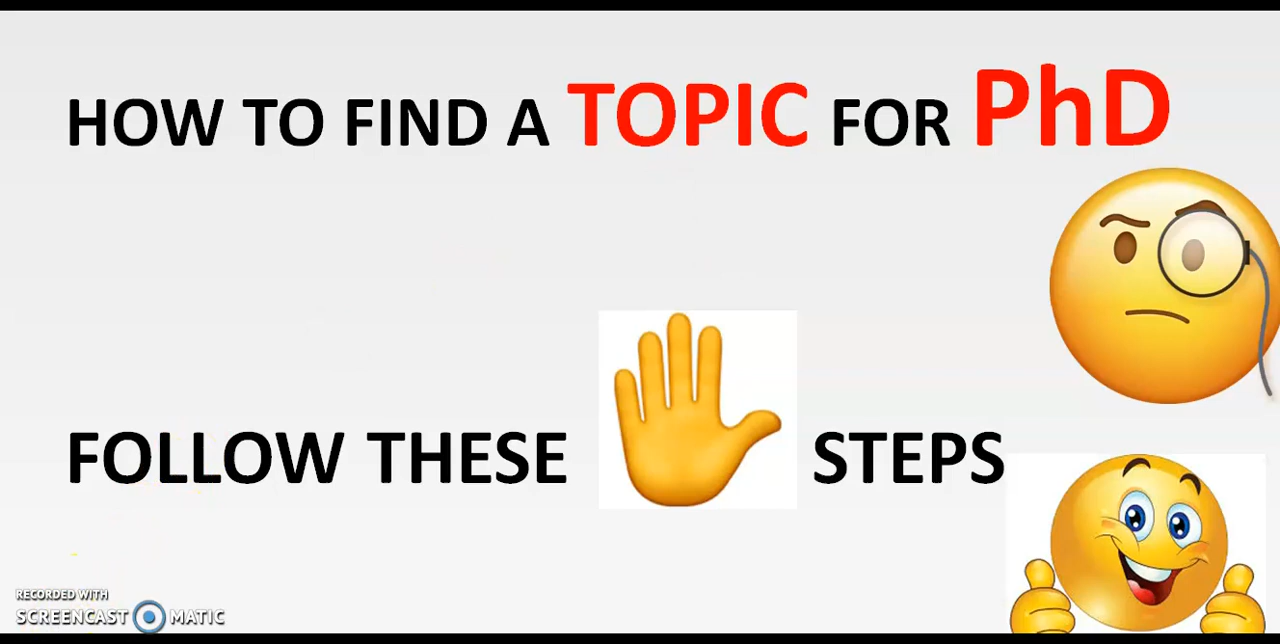 HOW TO FIND A TOPIC FOR PhD
FOLLOW THESE STEPS
RECORDED WITH
SCREENCAST MATIC